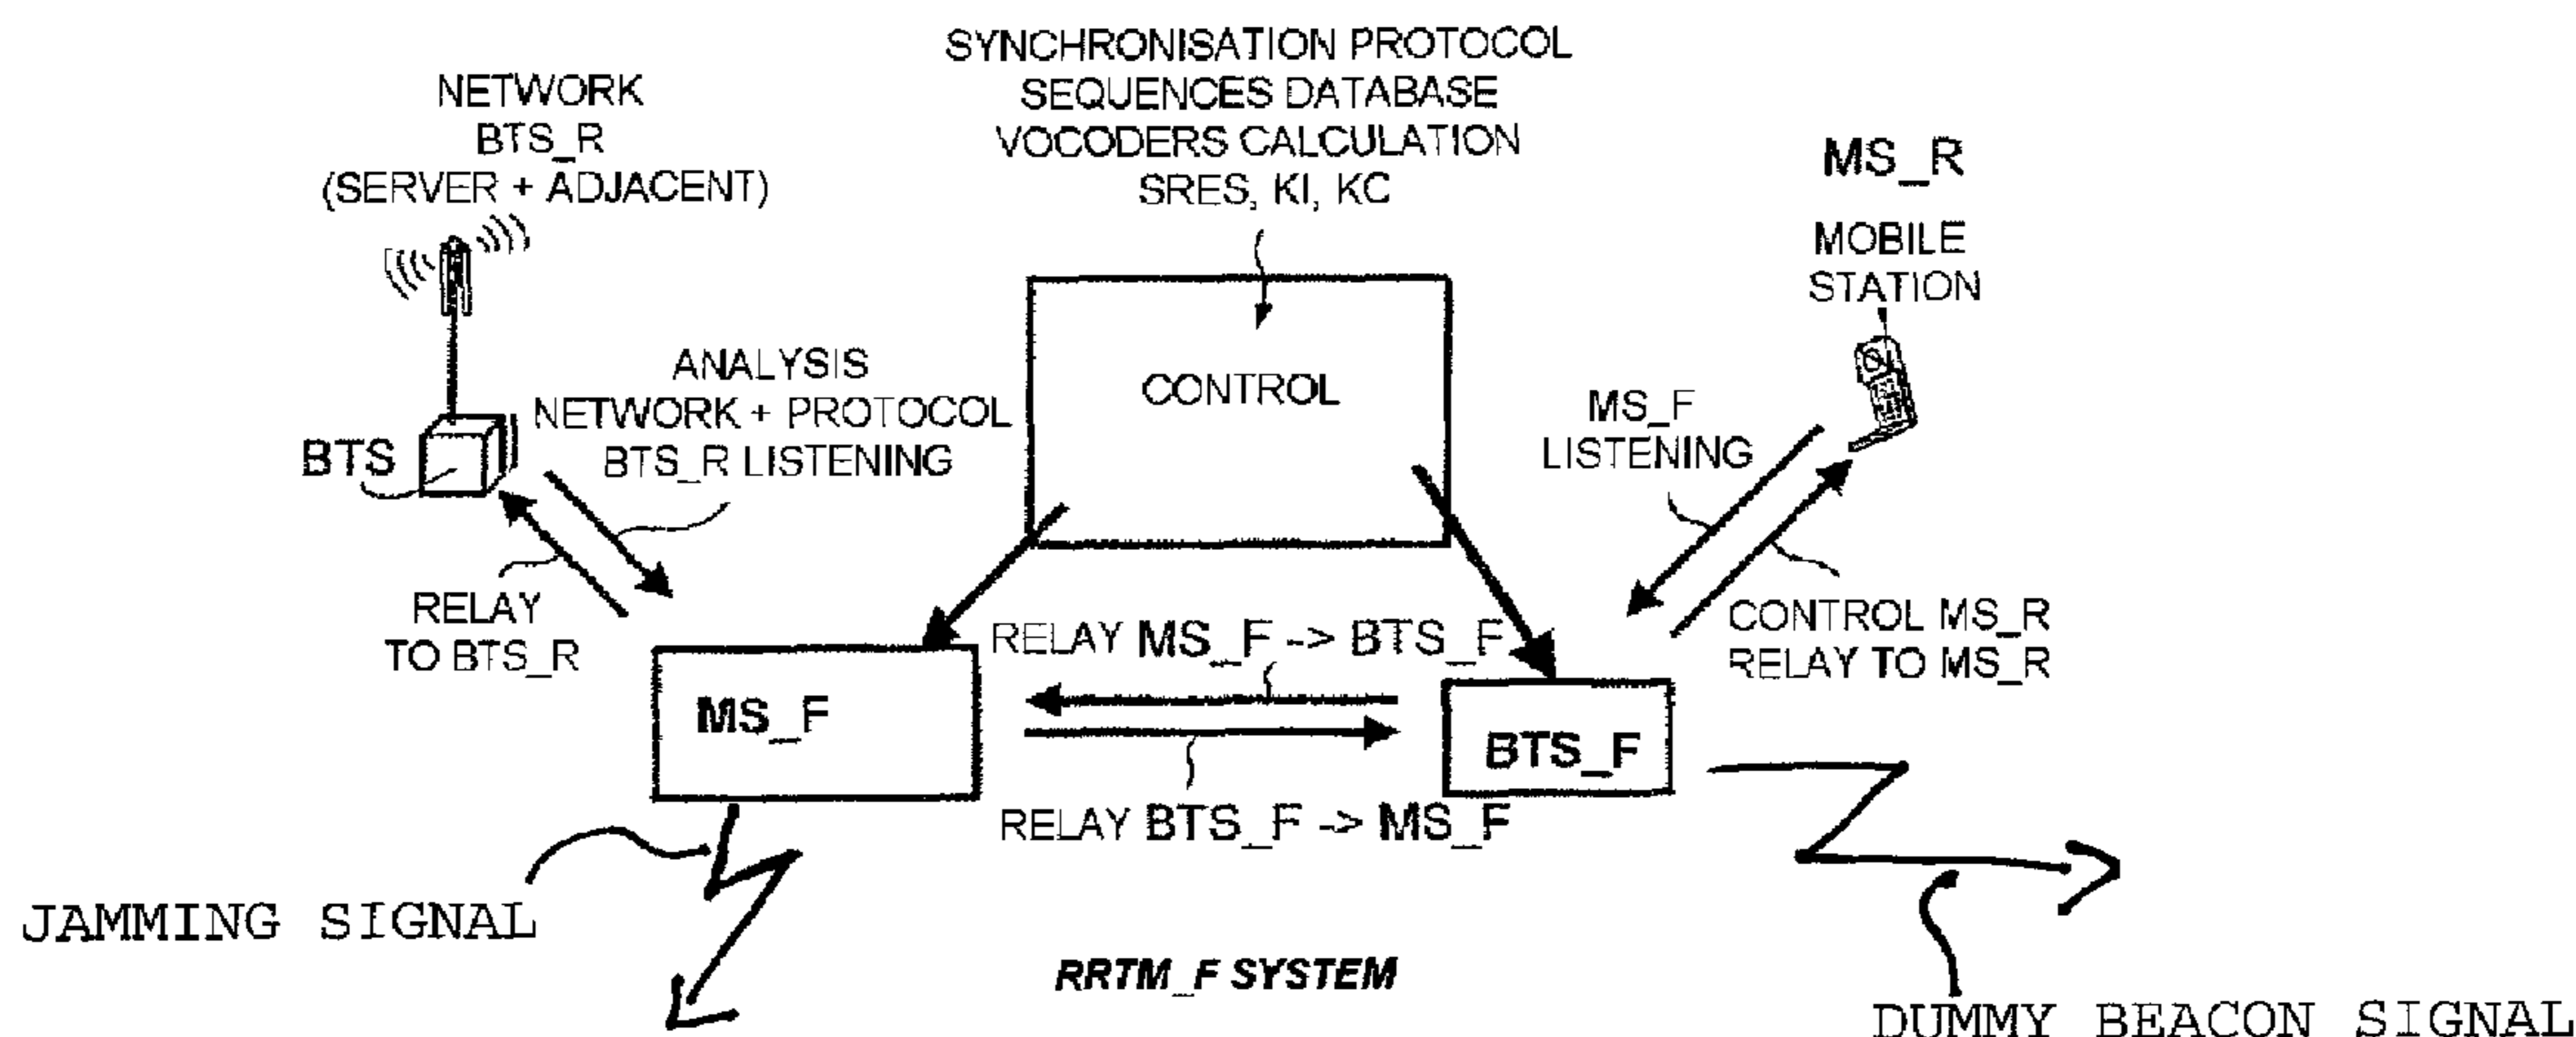 NETWORK
BTS_R
(SERVER + ADJACENT)
SYNCHRONISATION PROTOCOL
SEQUENCES DATABASE
VOCODERS CALCULATION
SRES, KI, KC
MS_R
MOBILE
STATION
CONTROL
ANALYSIS
NETWORK + PROTOCOL
BTS_R LISTENING
BTS
MS_F
LISTENING
RELAY
TO BTS_R
CONTROL MS_R
RELAY TO MS_R
RELAY MS_F -> BTS_F
MS_F
BTS_F
RELAY BTS_F -> MS_F
JAMMING SIGNAL
RRTM_F SYSTEM
DUMMY BEACON SIGNAL